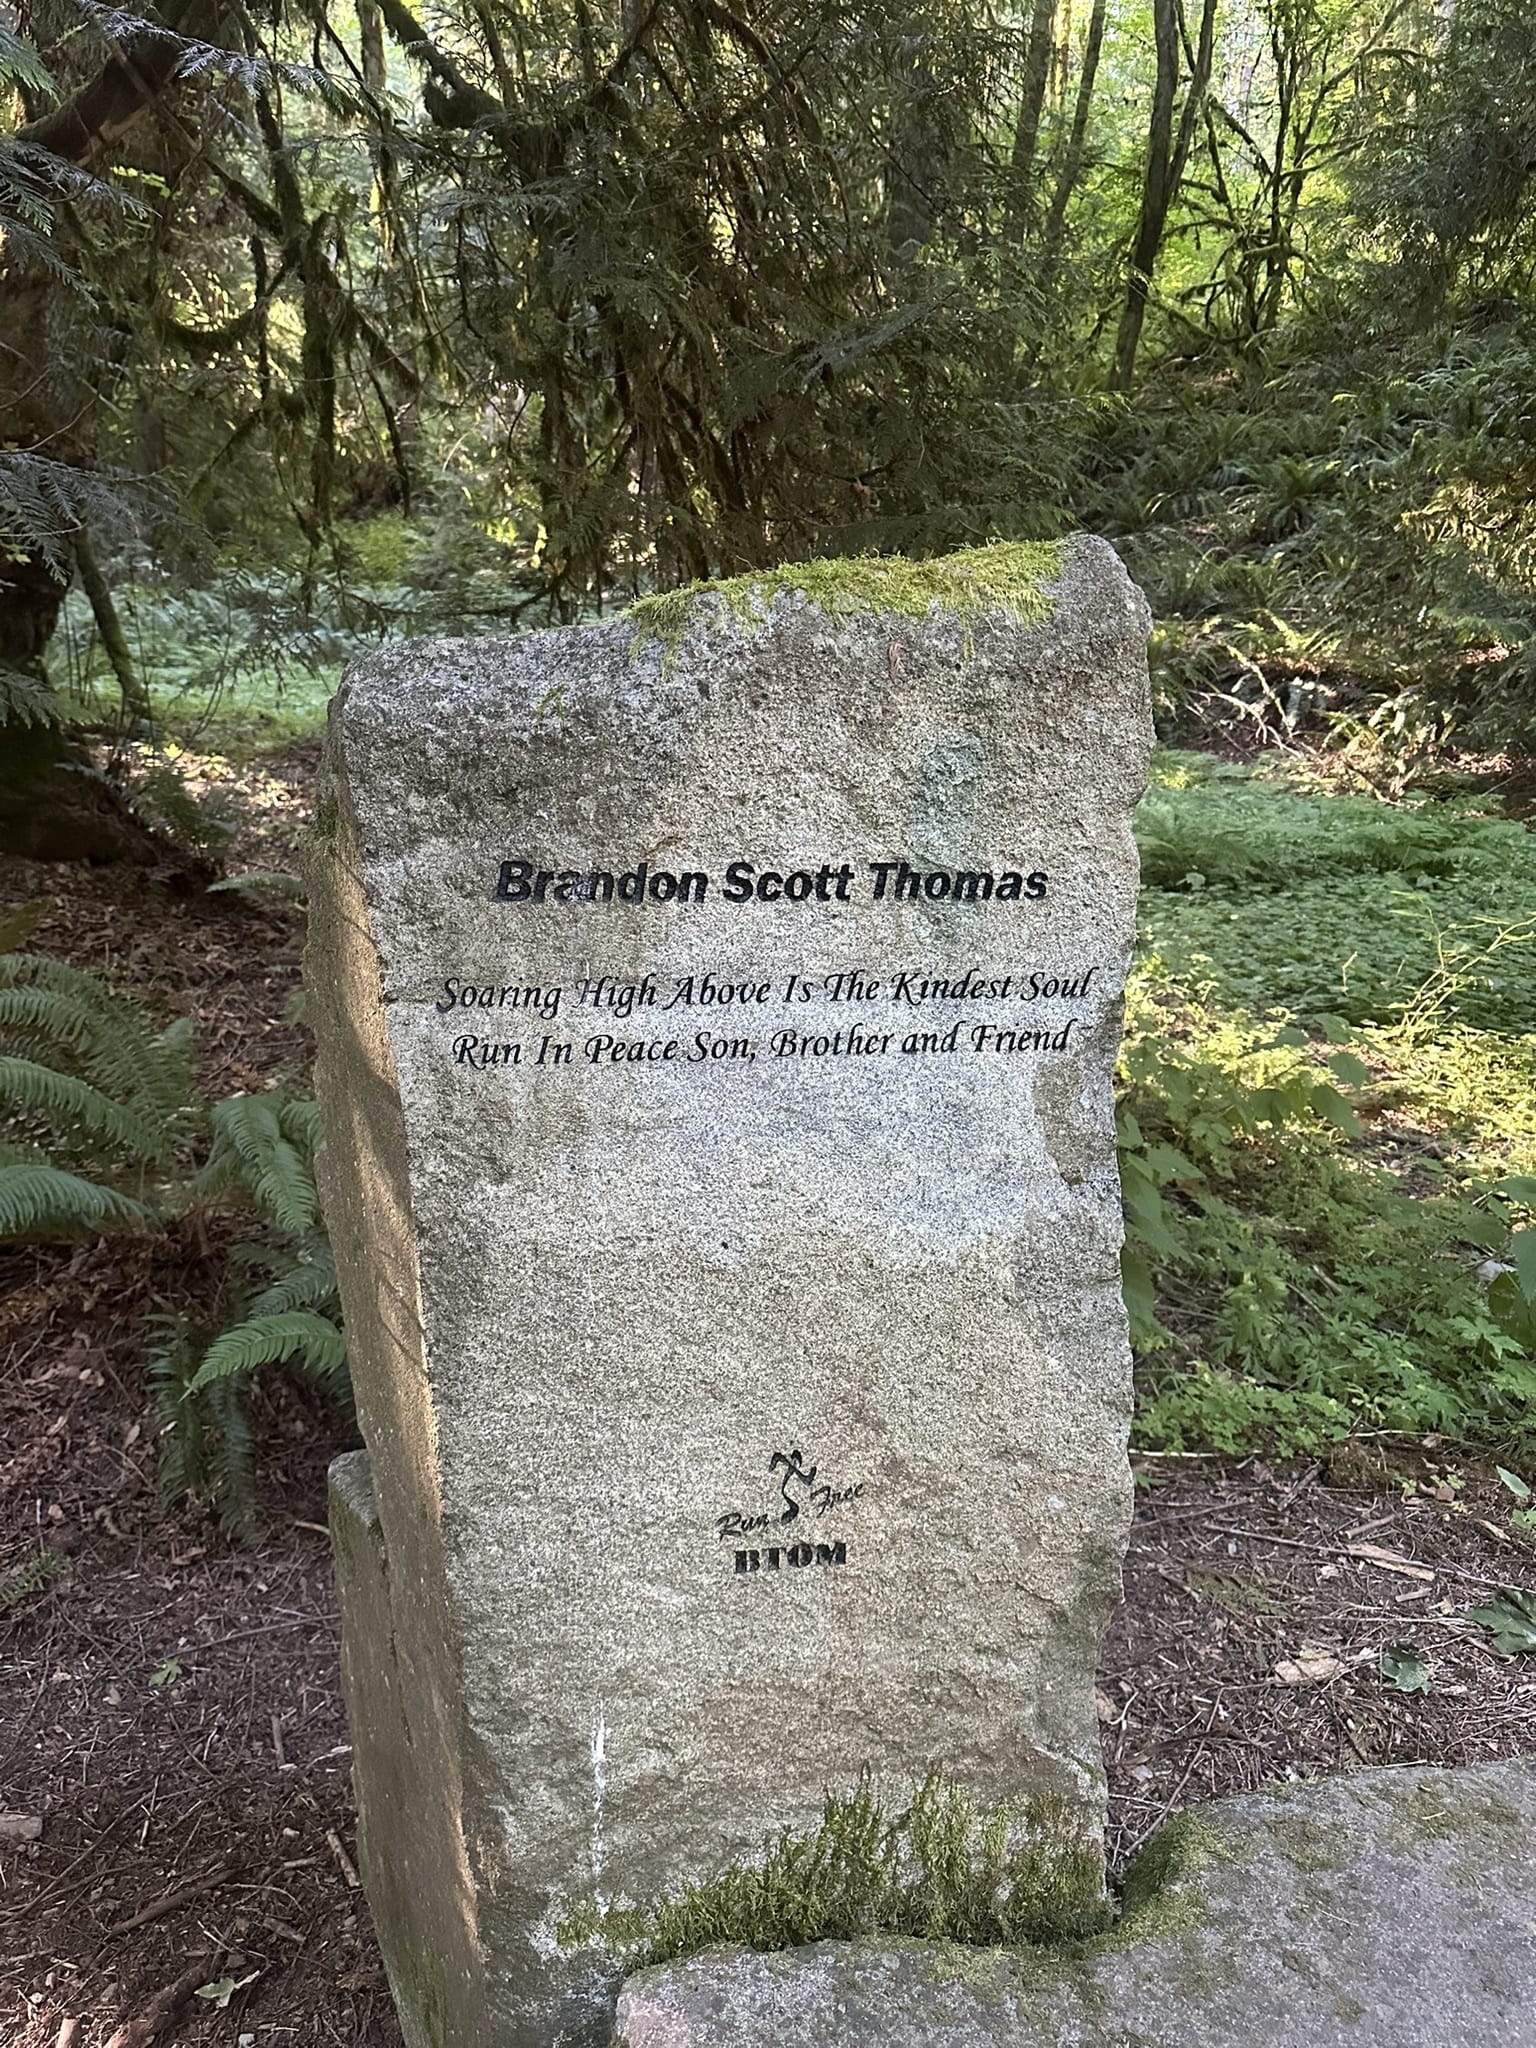 Brandon Scott Thomas
Soaring High Above Is The Kindest Soul
Run In Peace Son, Brother and Friend
Run Free
BTOM